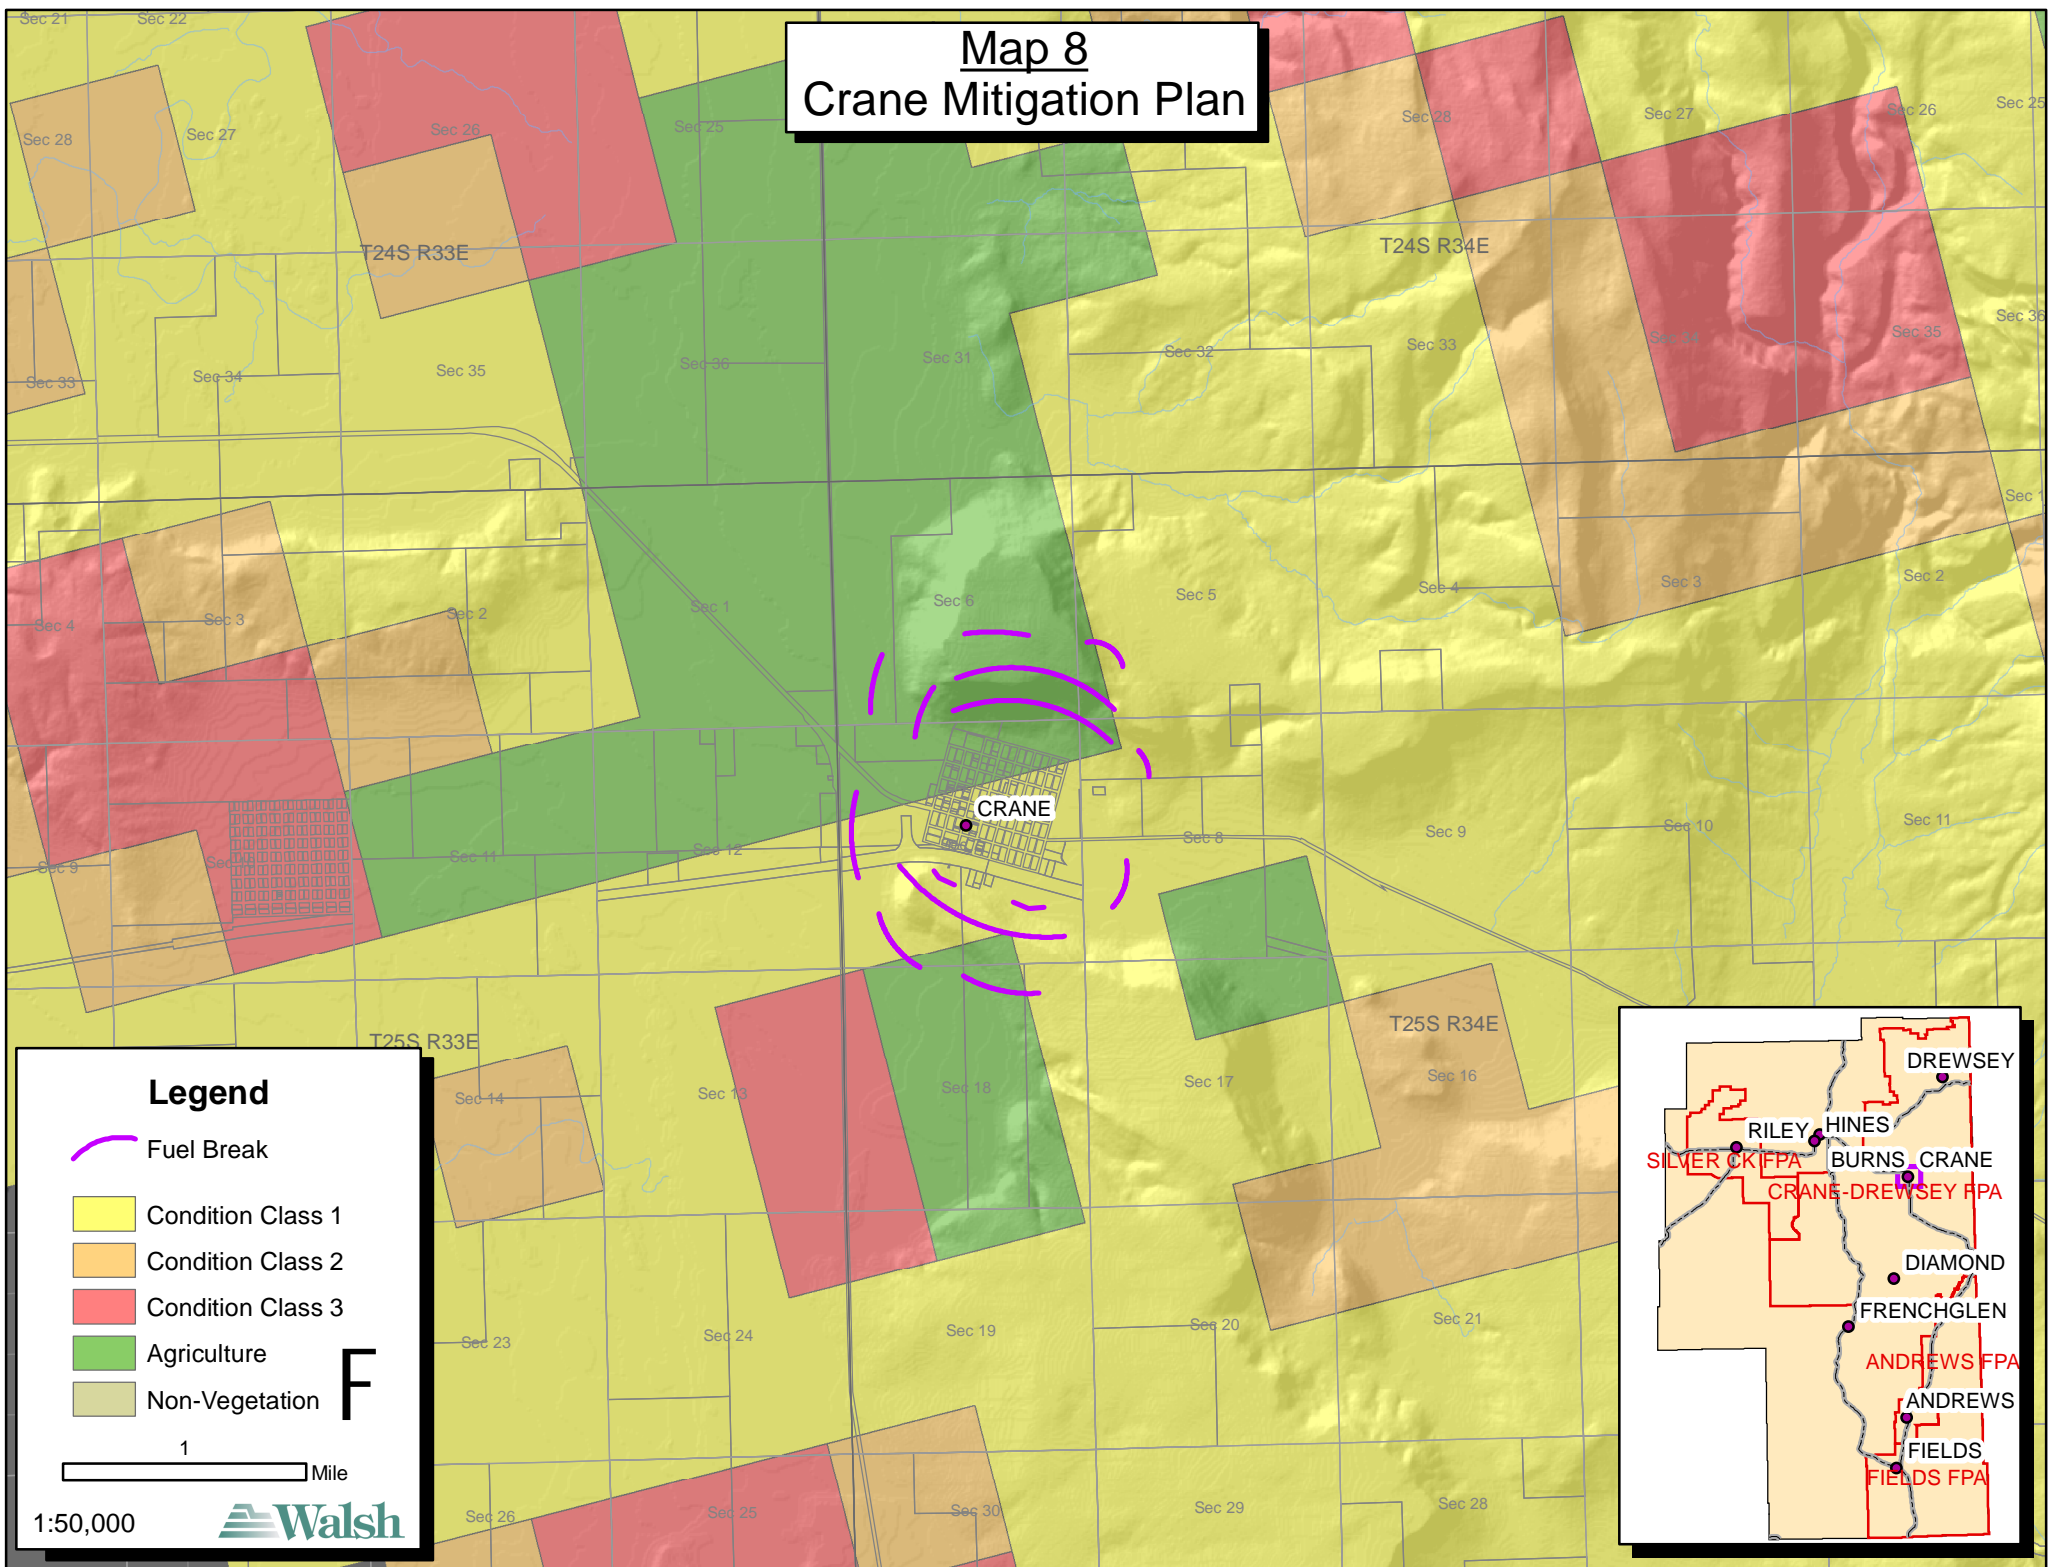 Map 8
Crane Mitigation Plan
Sec 21
Sec 22
Sec 28
Sec 27
Sec 26
Sec 25
Sec 28
Sec 27
Sec 26
Sec 25
T24S R33E
T24S R34E
Sec 33
Sec 34
Sec 35
Sec 36
Sec 31
Sec 32
Sec 33
Sec 35
Sec 36
Sec 4
Sec 3
Sec 2
Sec 1
Sec 6
Sec 5
Sec 4
Sec 3
Sec 2
Sec 1
CRANE
Sec 9
Sec 11
Sec 12
Sec 8
Sec 9
Sec 10
Sec 11
T25S R33E
T25S R34E
Sec 14
Sec 13
Sec 18
Sec 17
Sec 16
Sec 23
Sec 24
Sec 19
Sec 20
Sec 21
Sec 26
Sec 25
Sec 30
Sec 29
Sec 28
Legend
Fuel Break
Condition Class 1
Condition Class 2
Condition Class 3
Agriculture
Non-Vegetation
F
1
Mile
1:50,000
Walsh
DREWSEY
RILEY
HINES
SILVER CK FPA
BURNS
CRANE
CRANE-DREWSEY FPA
DIAMOND
FRENCHGLEN
ANDREWS FPA
ANDREWS
FIELDS
FIELDS FPA